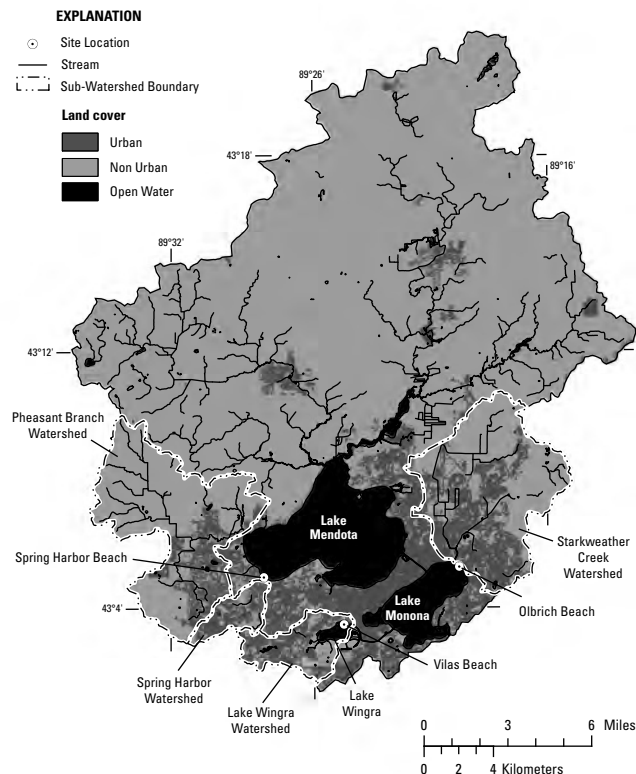 EXPLANATION
Site Location
Stream
Sub-Watershed Boundary
Land cover
Urban
Non Urban
Open Water
89°26'
43°18'
89°16'
89°32'
43°12'
Pheasant Branch
Watershed
Lake
Mendota
Starkweather
Creek
Watershed
Spring Harbor Beach
Olbrich Beach
43°4'
Lake
Monona
Vilas Beach
Spring Harbor
Watershed
Lake
Wingra
Lake Wingra
Watershed
0 3 6 Miles
0 2 4 Kilometers